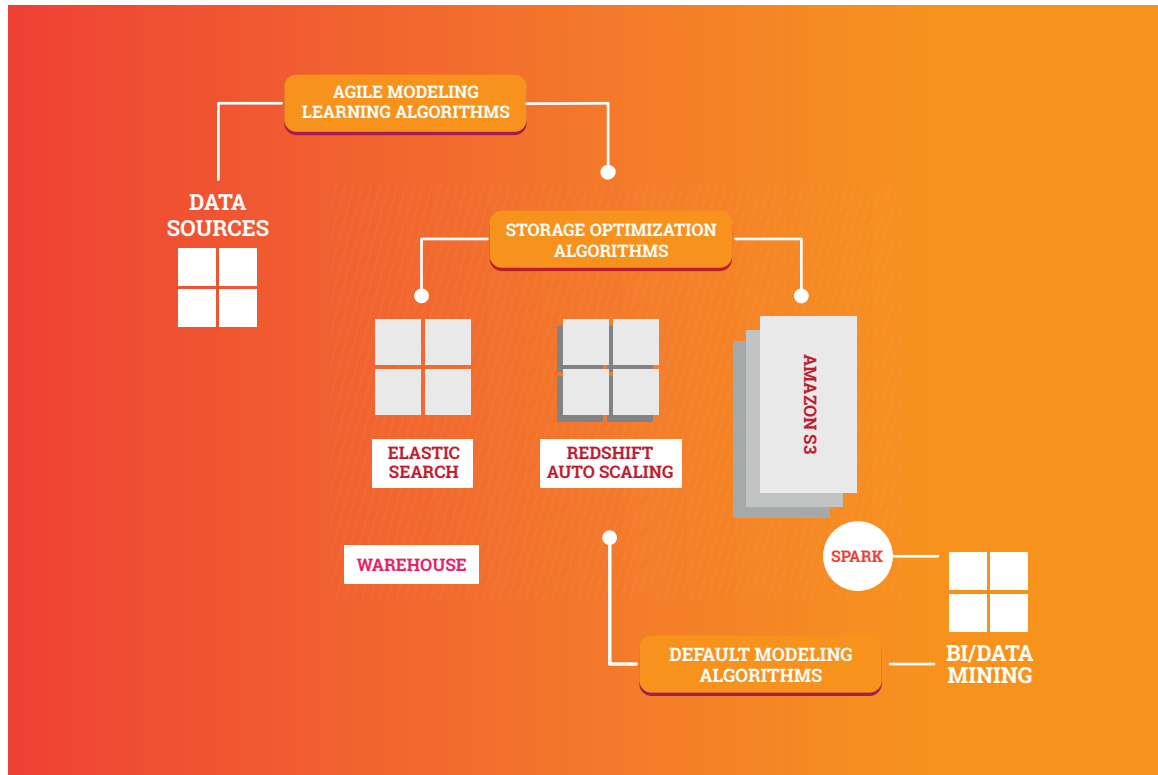 AGILE MODELING
LEARNING ALGORITHMS
DATA
SOURCES
STORAGE OPTIMIZATION
ALGORITHMS
ELASTIC
SEARCH
REDSHIFT
AUTO SCALING
AMAZON S3
WAREHOUSE
SPARK
DEFAULT MODELING
ALGORITHMS
BI/DATA
MINING